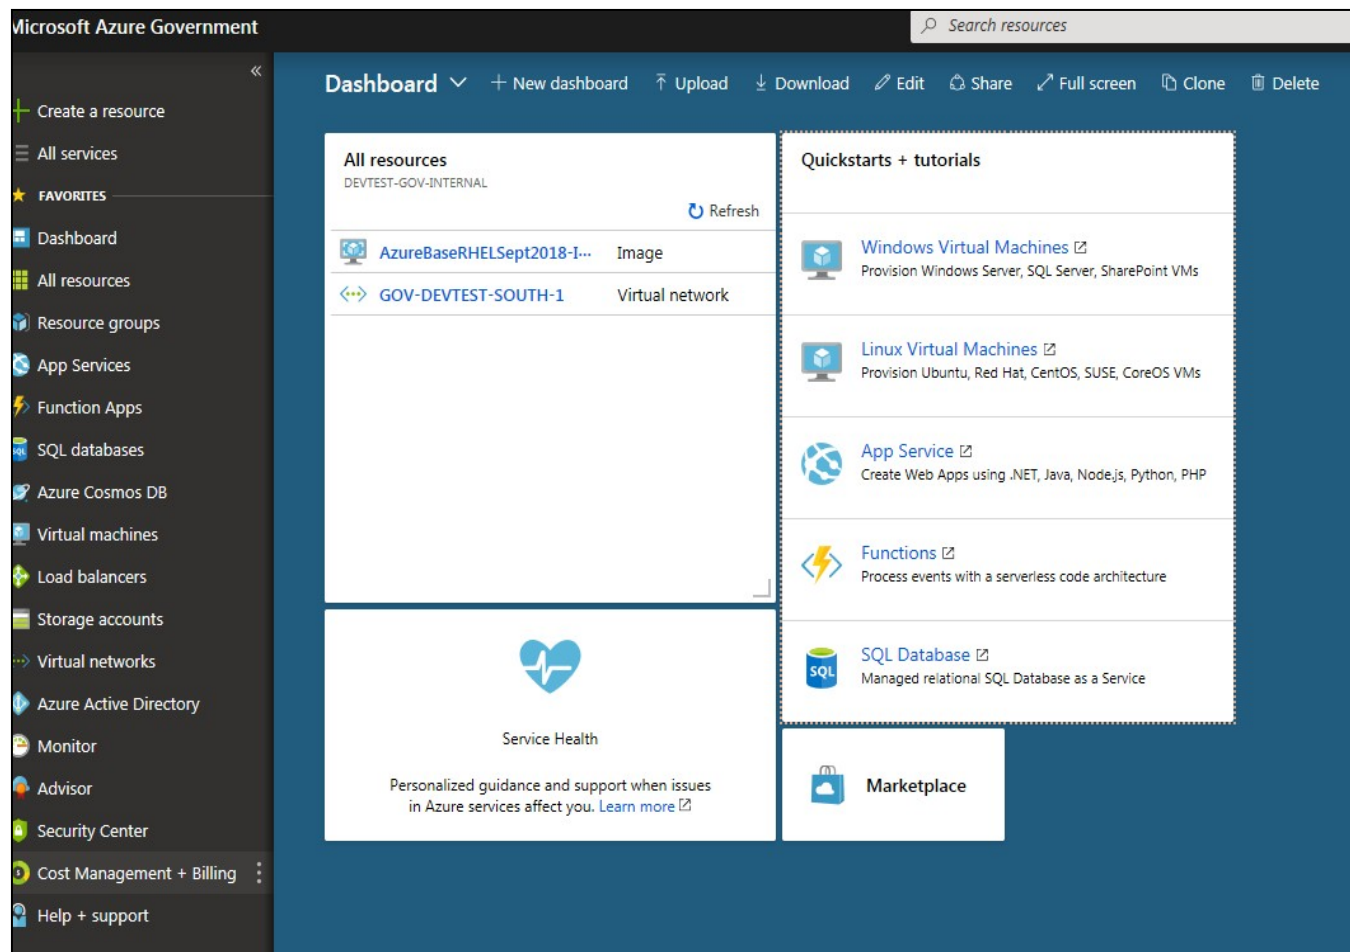 Microsoft Azure Government
Search resources
Create a resource
All services
FAVORITES
Dashboard
All resources
Resource groups
App Services
Function Apps
SQL databases
Azure Cosmos DB
Virtual machines
Load balancers
Storage accounts
Virtual networks
Azure Active Directory
Monitor
Advisor
Security Center
Cost Management + Billing
Help + support
Dashboard + New dashboard Upload Download Edit Share Full screen Clone Delete
All resources
DEVTEST-GOV-INTERNAL
Refresh
AzureBaseRHELSept2018-I... Image
GOV-DEVTEST-SOUTH-1 Virtual network
Service Health
Personalized guidance and support when issues
in Azure services affect you. Learn more
Quickstarts + tutorials
Windows Virtual Machines
Provision Windows Server, SQL Server, SharePoint VMs
Linux Virtual Machines
Provision Ubuntu, Red Hat, CentOS, SUSE, CoreOS VMs
App Service
Create Web Apps using .NET, Java, Node.js, Python, PHP
Functions
Process events with a serverless code architecture
SQL
SQL Database
Managed relational SQL Database as a Service
Marketplace